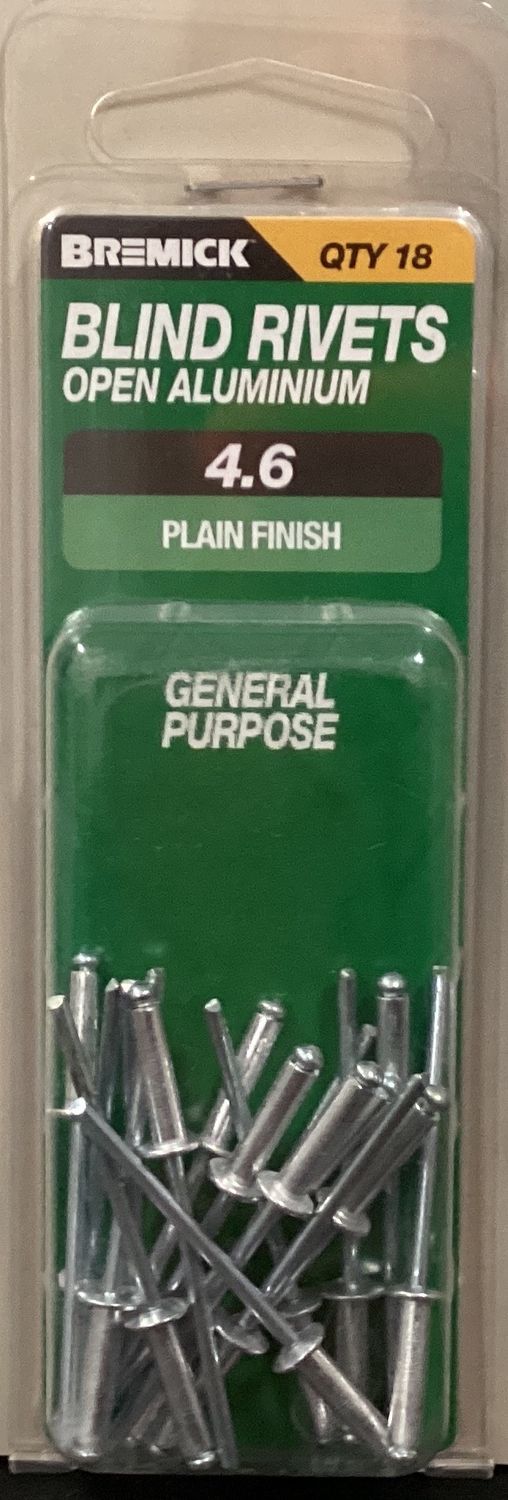 BREMICK
QTY 18
BLIND RIVETS
OPEN ALUMINIUM
4.6
PLAIN FINISH
GENERAL
PURPOSE